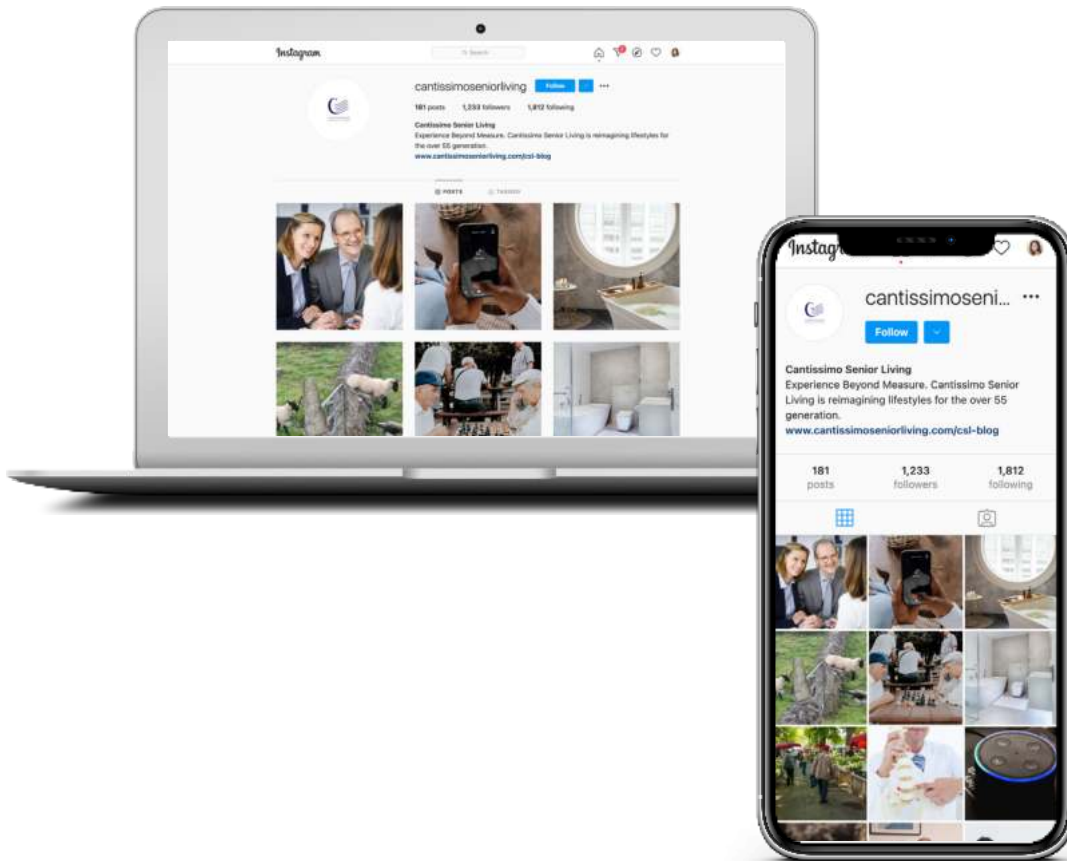 Instagram
Search
2
cantissimoseniorliving Follow
181 posts 1,233 followers 1,812 following
Cantissimo Senior Living
Experience Beyond Measure. Cantissimo Senior Living is reimagining lifestyles for
the over 55 generation.
www.cantissimoseniorliving.com/csl-blog
POSTS TAGGED
Instagr
cantissimoseni... 
Follow
Cantissimo Senior Living
Experience Beyond Measure. Cantissimo Senior
Living is reimagining lifestyles for the over 55
generation.
www.cantissimoseniorliving.com/csl-blog
181 1,233 1,812
posts followers following